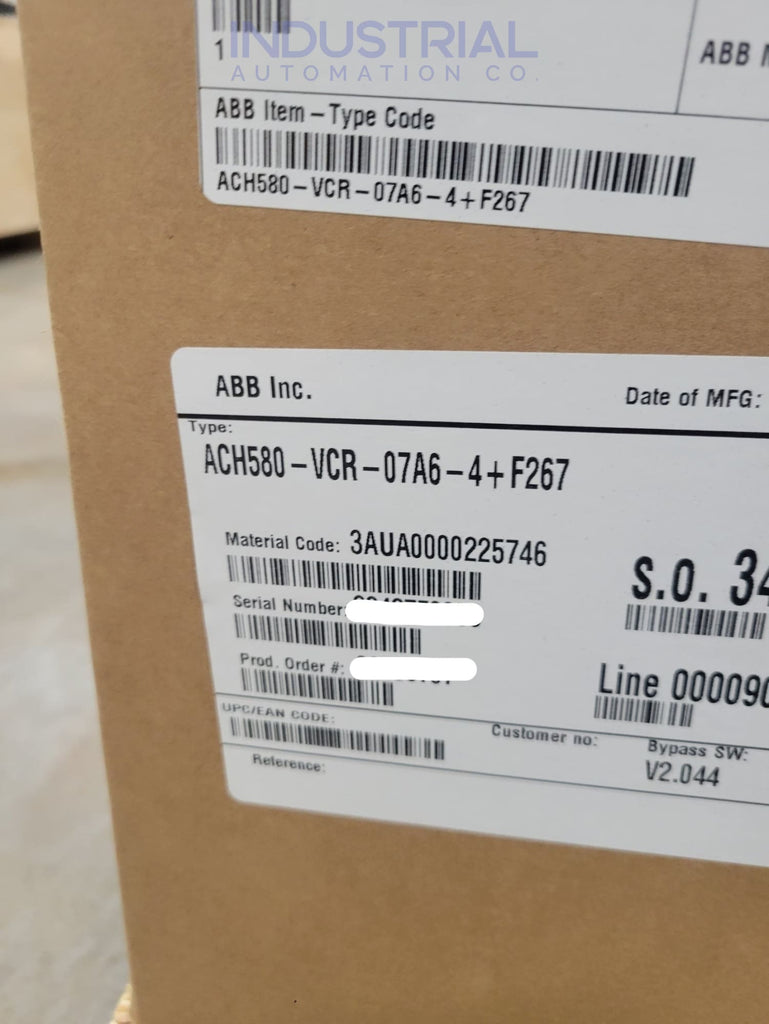 INDUSTRIAL
AUTOMATION CO.
1
ABB
ABB Item-Type Code
ACH580-VCR-07A6-4+F267
ABB Inc.
Date of MFG:
Type:
ACH580-VCR-07A6-4+F267
Material Code: 3AUA0000225746
S.O. 34
Serial Number:
Prod. Order #:
Line 000090
UPC/EAN CODE:
Customer no:
Bypass SW:
V2.044
Reference: